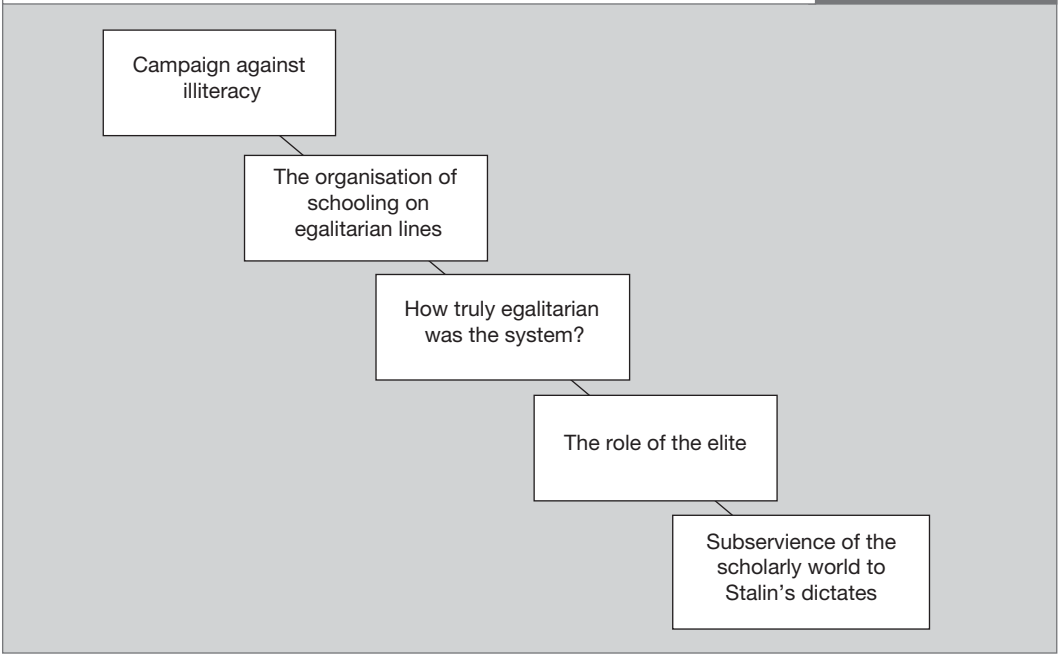 Campaign against
illiteracy
The organisation of
schooling on
egalitarian lines
How truly egalitarian
was the system?
The role of the elite
Subservience of the
scholarly world to
Stalin’s dictates